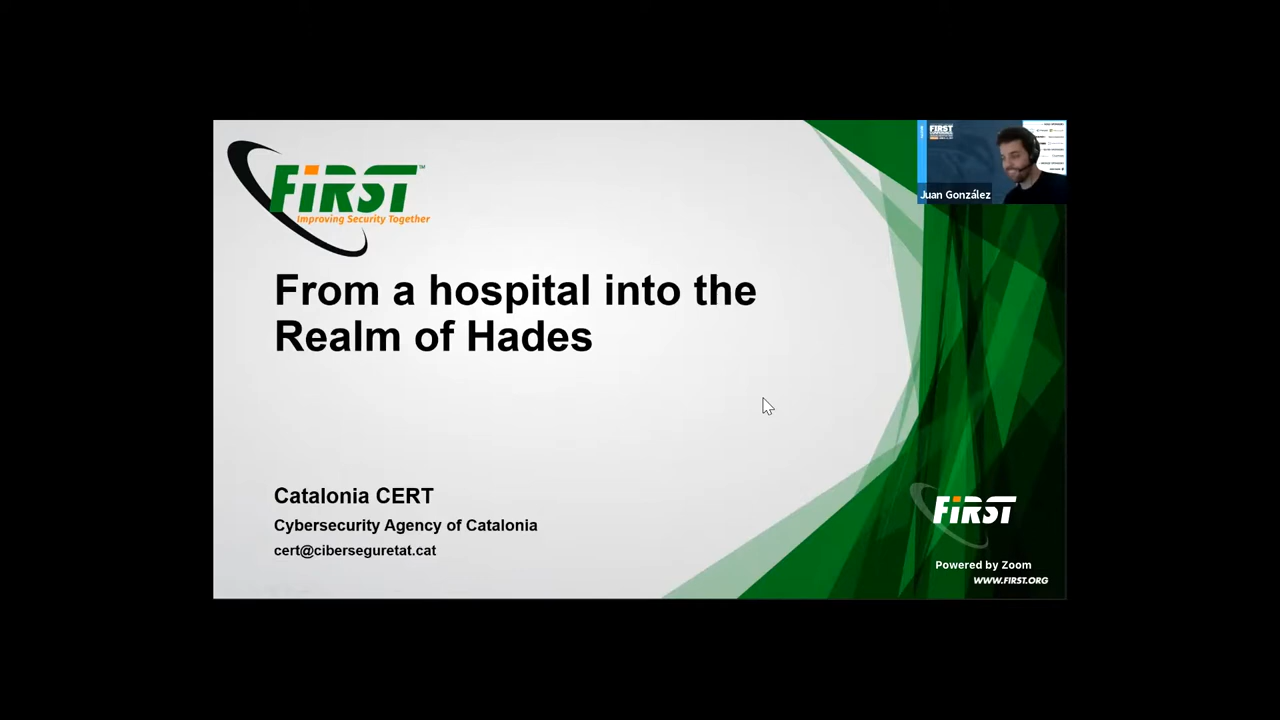 FiRST™
Improving Security Together
FIRST
Juan González
From a hospital into the
Realm of Hades
Catalonia CERT
Cybersecurity Agency of Catalonia
cert@ciberseguretat.cat
FiRST
Powered by Zoom
WWW.FIRST.ORG